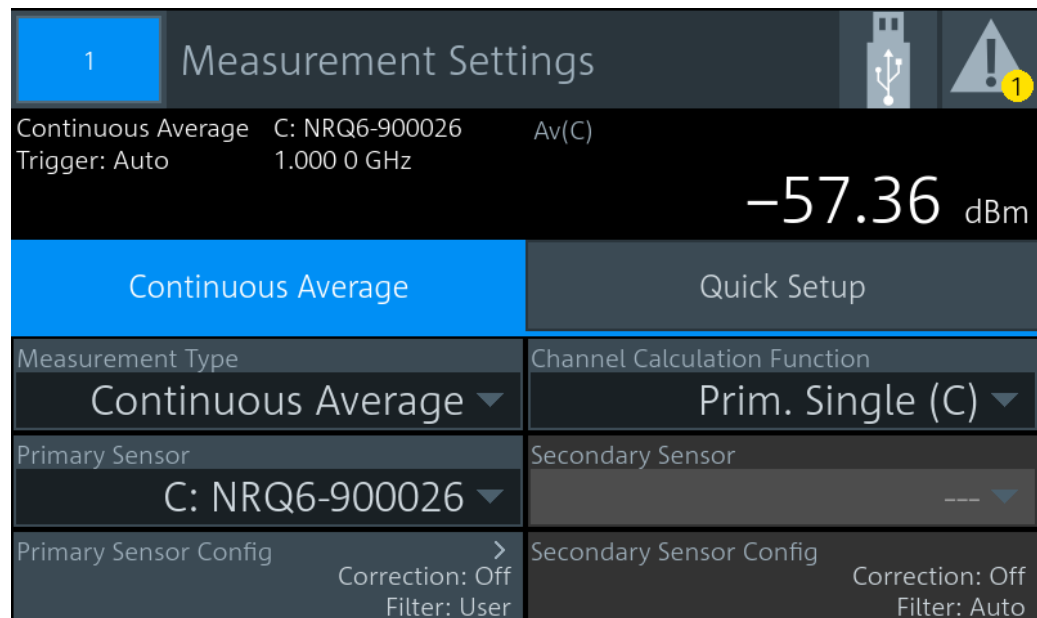 1
Measurement Settings
1
Continuous Average C: NRQ6-900026 Av(C)
Trigger: Auto 1.000 0 GHz
−57.36 dBm
Continuous Average Quick Setup
Measurement Type Channel Calculation Function
Continuous Average Prim. Single (C)
Primary Sensor Secondary Sensor
C: NRQ6-900026 ---
Primary Sensor Config > Secondary Sensor Config
Correction: Off Correction: Off
Filter: User Filter: Auto